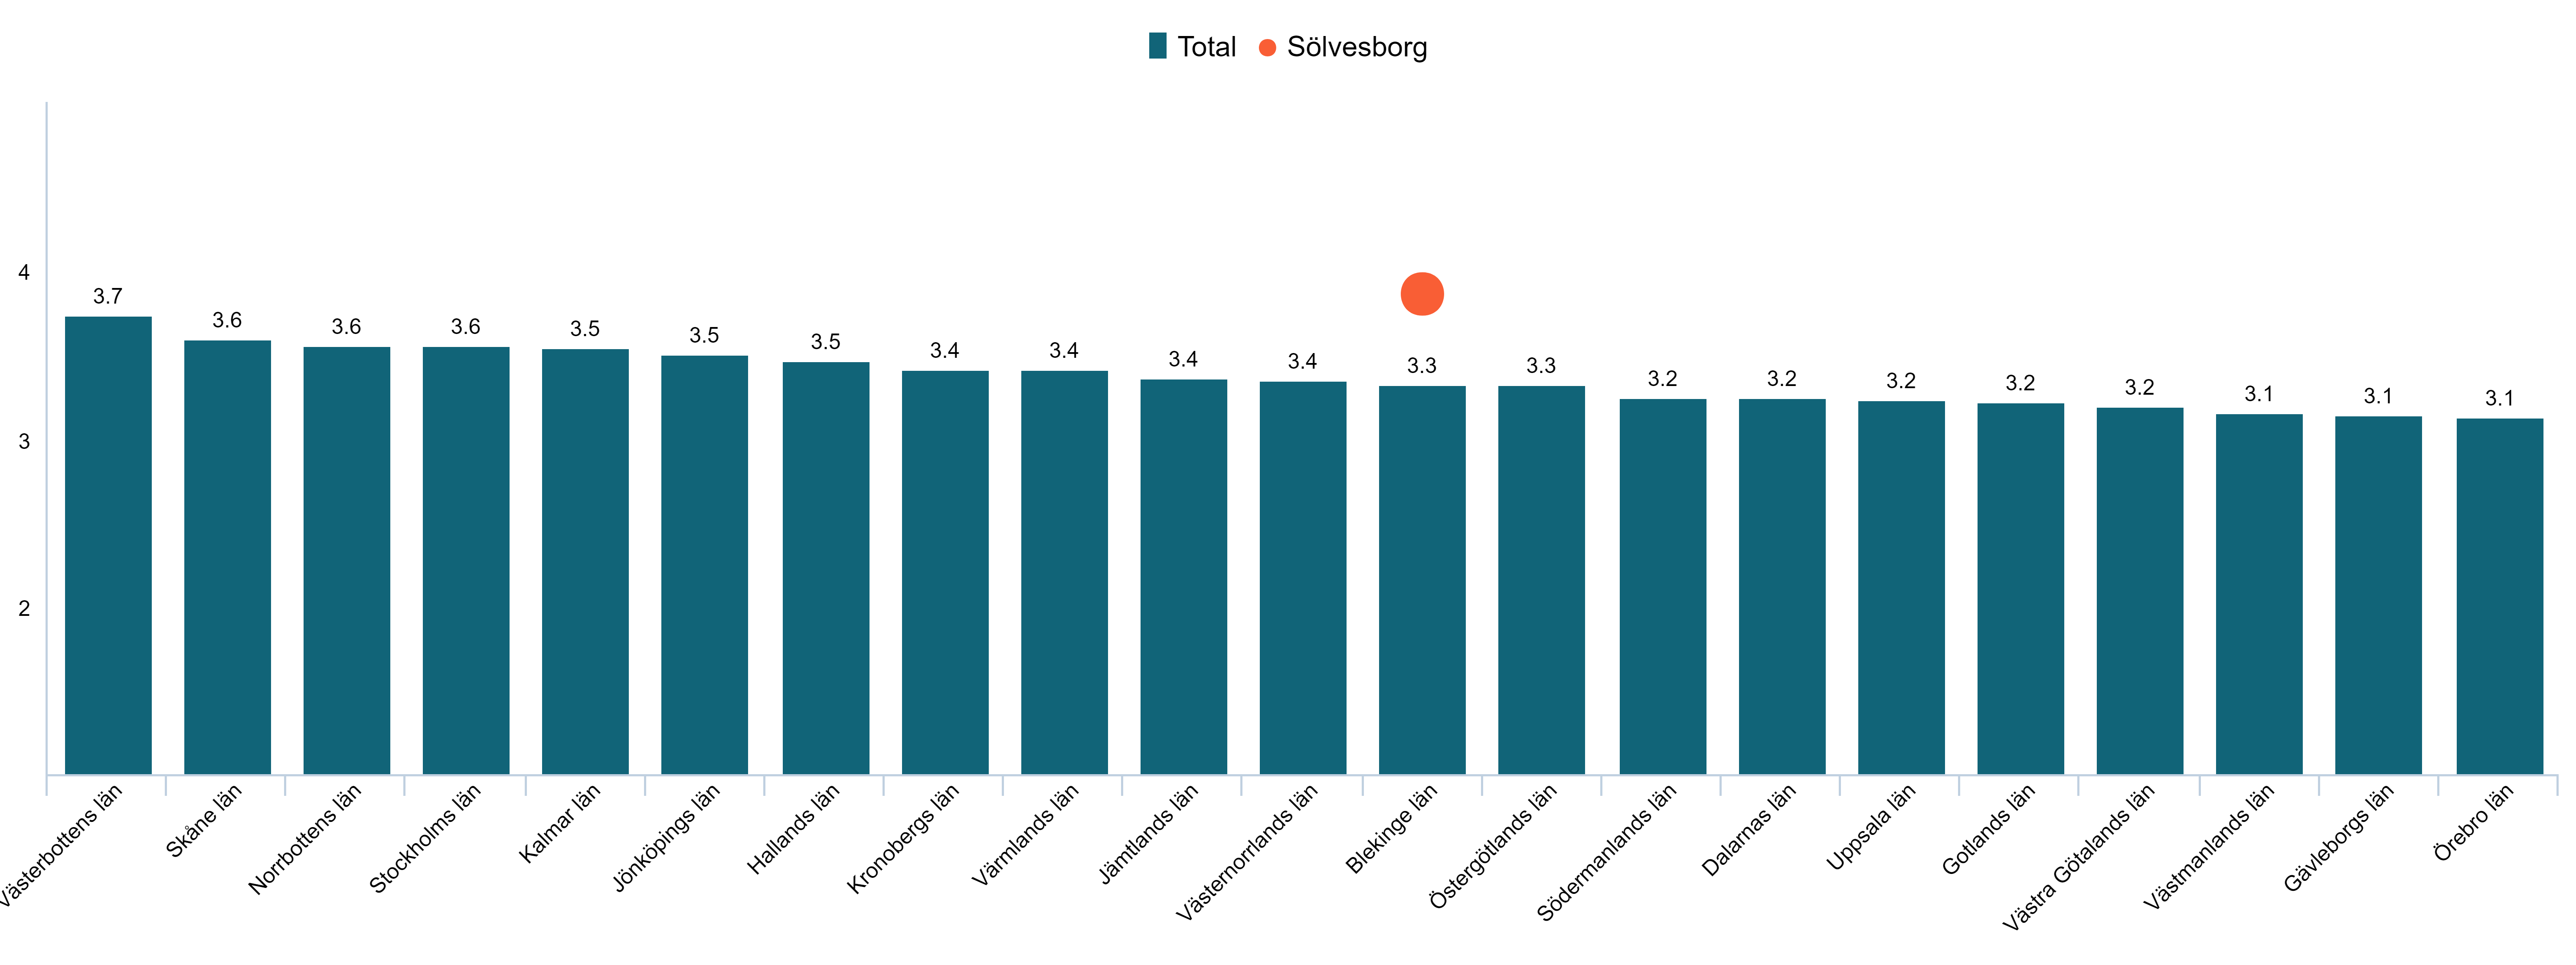 Total Sölvesborg
4
3
2
3.7
3.6
3.6
3.6
3.5
3.5
3.5
3.4
3.4
3.4
3.4
3.3
3.3
3.2
3.2
3.2
3.2
3.2
3.1
3.1
3.1
Västerbottens län
Skåne län
Norrbottens län
Stockholms län
Kalmar län
Jönköpings län
Hallands län
Kronobergs län
Värmlands län
Jämtlands län
Västernorrlands län
Blekinge län
Östergötlands län
Södermanlands län
Dalarnas län
Uppsala län
Gotlands län
Västra Götalands län
Västmanlands län
Gävleborgs län
Örebro län